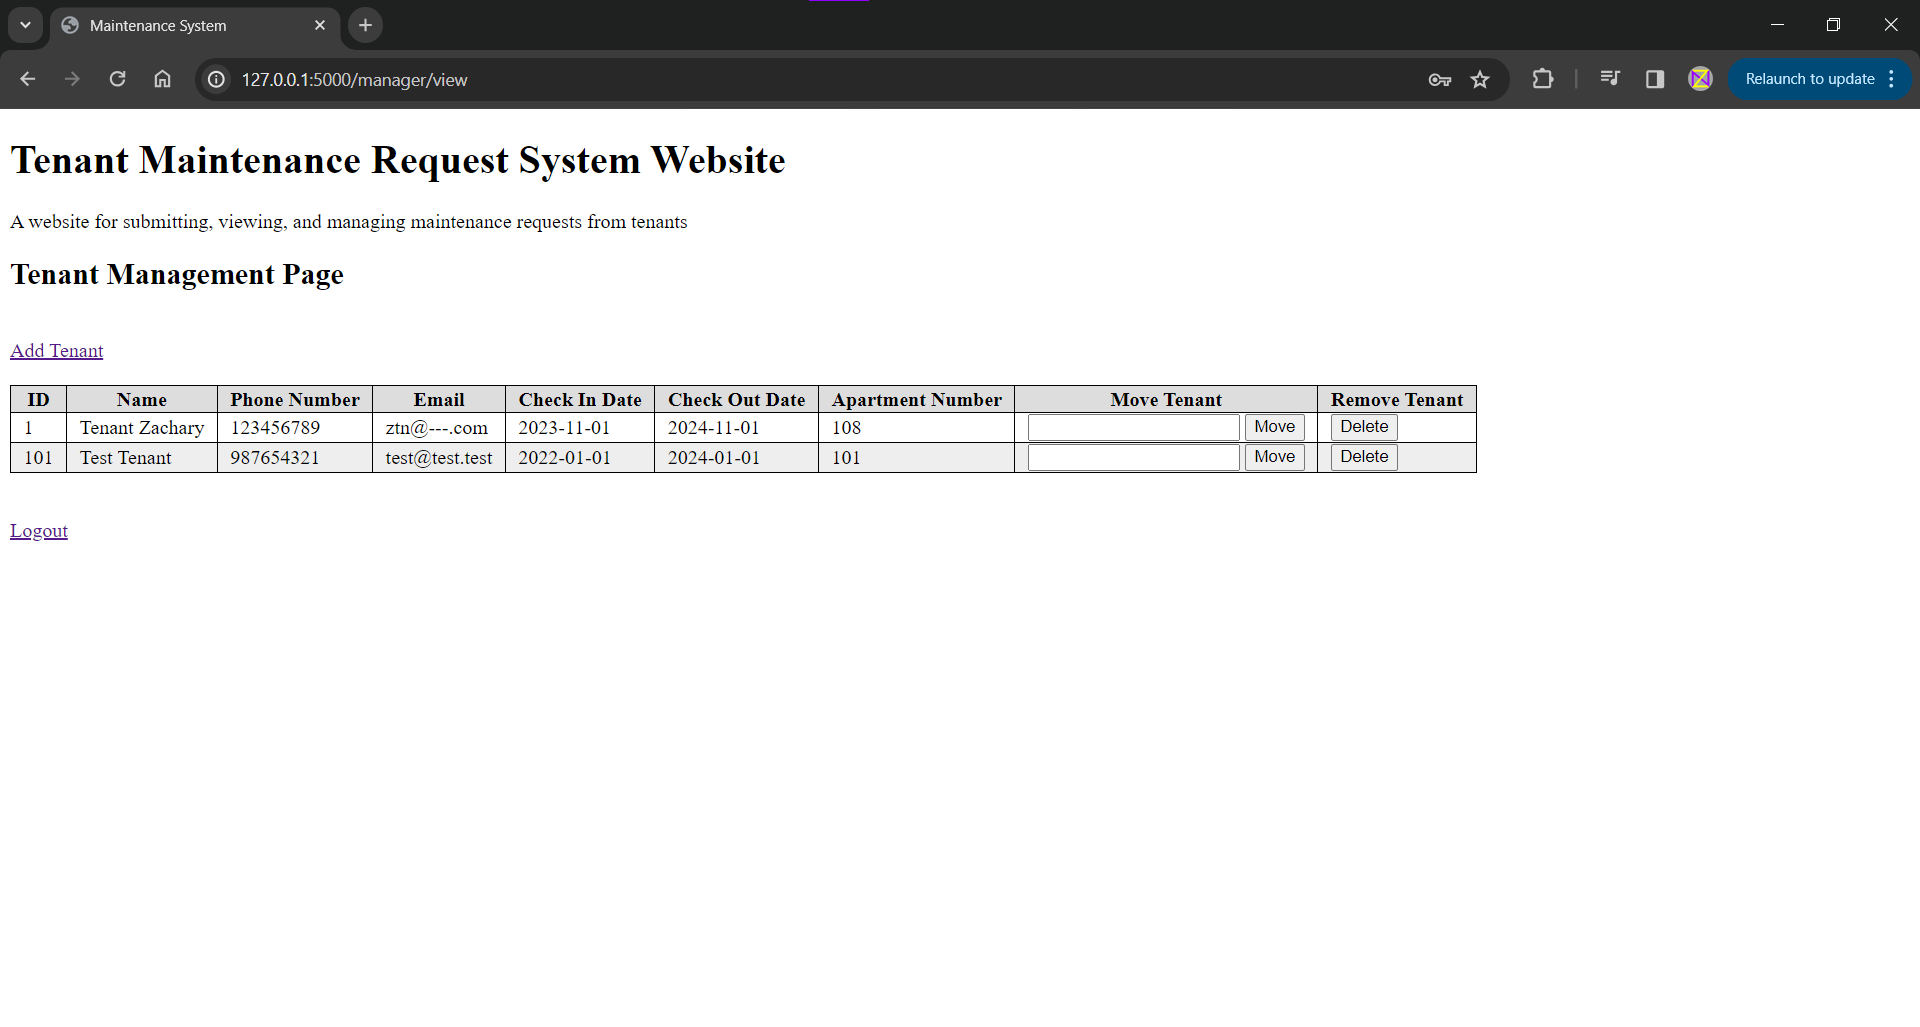 Maintenance System
127.0.0.1:5000/manager/view
Relaunch to update
Tenant Maintenance Request System Website
A website for submitting, viewing, and managing maintenance requests from tenants
Tenant Management Page
Add Tenant
ID Name Phone Number Email Check In Date Check Out Date Apartment Number Move Tenant Remove Tenant
1 Tenant Zachary 123456789 ztn@---.com 2023-11-01 2024-11-01 108 Move Delete
101 Test Tenant 987654321 test@test.test 2022-01-01 2024-01-01 101 Move Delete
Logout